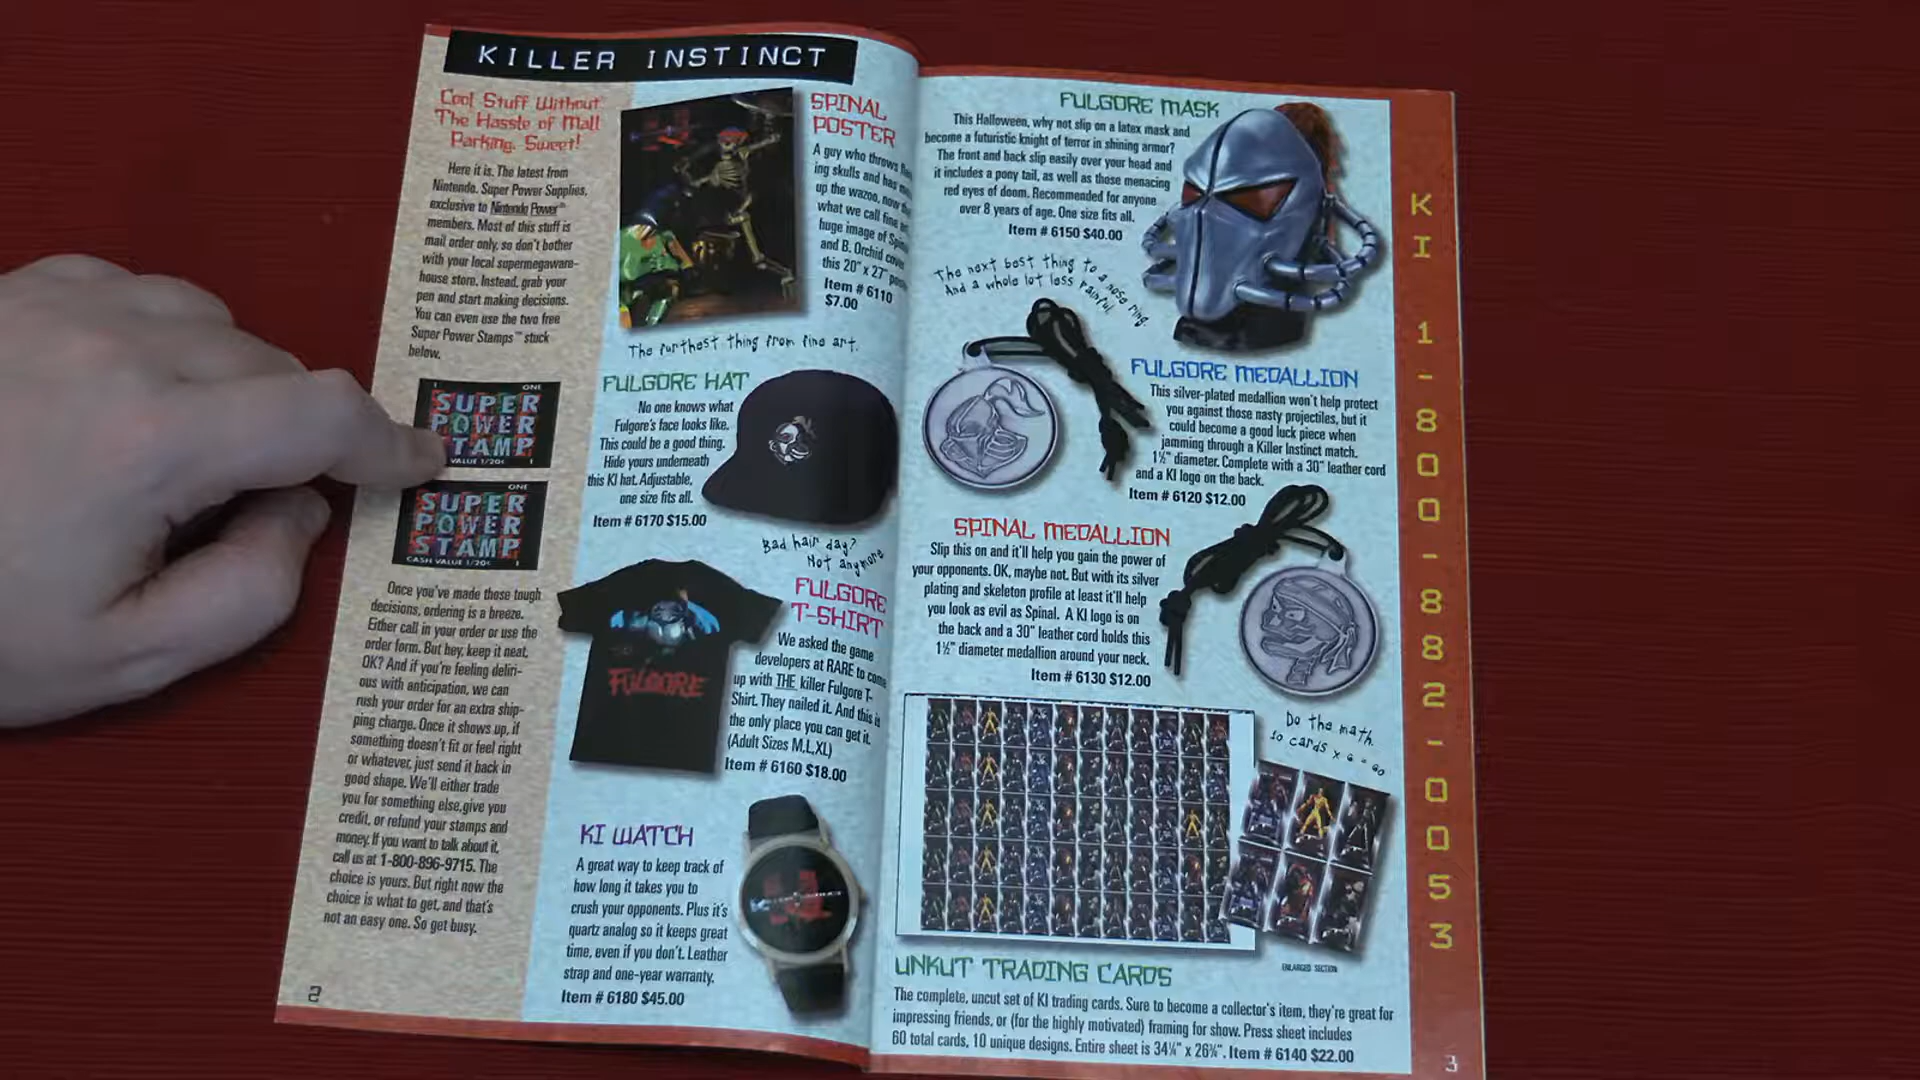 KILLER INSTINCT
Cool Stuff Without
The Hassle of Mall
Parking. Sweet!
Here it is. The latest from
Nintendo. Super Power Supplies,
exclusive to Nintendo Power
members. Most of this stuff is
mail order only, so don't bother
with your local supermegaware-
house store. Instead, grab your
pen and start making decisions.
You can even use the two free
Super Power Stamps™ stuck
below.
ONE
SUPER
POWER
TAMP
VALUE 1/20¢ 1
ONE
SUPER
POWER
STAMP
CASH VALUE 1/20¢ 1
Once you've made those tough
decisions, ordering is a breeze.
Either call in your order or use the
order form. But hey, keep it neat,
OK? And if you're feeling deliri-
ous with anticipation, we can
rush your order for an extra ship-
ping charge. Once it shows up, if
something doesn't fit or feel right
or whatever, just send it back in
good shape. We'll either trade
you for something else,give you
credit, or refund your stamps and
money. If you want to talk about it,
call us at 1-800-896-9715. The
choice is yours. But right now the
choice is what to get, and that's
not an easy one. So get busy.
2
SPINAL
POSTER
A guy who throws
ing skulls and has
up the wazoo, now
what we call fine
huge image of
and B. Orchid
this 20" x 27"
Item # 6110
$7.00
The furthest thing from fine art.
FULGORE HAT
No one knows what
Fulgore's face looks like.
This could be a good thing.
Hide yours underneath
this KI hat. Adjustable,
one size fits all.
Item # 6170 $15.00
Bad hair day?
Not anymore
FULGORE
T-SHIRT
We asked the game
developers at RARE to come
up with THE killer Fulgore T-
Shirt. They nailed it. And this is
the only place you can get it.
(Adult Sizes M,L,XL)
Item # 6160 $18.00
FULGORE
KI WATCH
A great way to keep track of
how long it takes you to
crush your opponents. Plus it's
quartz analog so it keeps great
time, even if you don't. Leather
strap and one-year warranty.
Item # 6180 $45.00
FULGORE MASK
This Halloween, why not slip on a latex mask and
become a futuristic knight of terror in shining armor?
The front and back slip easily over your head and
it includes a pony tail, as well as those menacing
red eyes of doom. Recommended for anyone
over 8 years of age. One size fits all.
Item # 6150 $40.00
The next best thing to a nose ring.
And a whole lot less painful.
FULGORE MEDALLION
This silver-plated medallion won't help protect
you against those nasty projectiles, but it
could become a good luck piece when
jamming through a Killer Instinct match.
1½" diameter. Complete with a 30" leather cord
and a KI logo on the back.
Item # 6120 $12.00
SPINAL MEDALLION
Slip this on and it'll help you gain the power of
your opponents. OK, maybe not. But with its silver
plating and skeleton profile at least it'll help
you look as evil as Spinal. A KI logo is on
the back and a 30" leather cord holds this
1½" diameter medallion around your neck.
Item # 6130 $12.00
Do the math.
10 cards x 6 = 60
ENLARGED SECTION
UNKUT TRADING CARDS
The complete, uncut set of KI trading cards. Sure to become a collector's item, they're great for
impressing friends, or (for the highly motivated) framing for show. Press sheet includes
60 total cards, 10 unique designs. Entire sheet is 34¼" x 26⅜". Item # 6140 $22.00
KI 1-800-882-0053
3